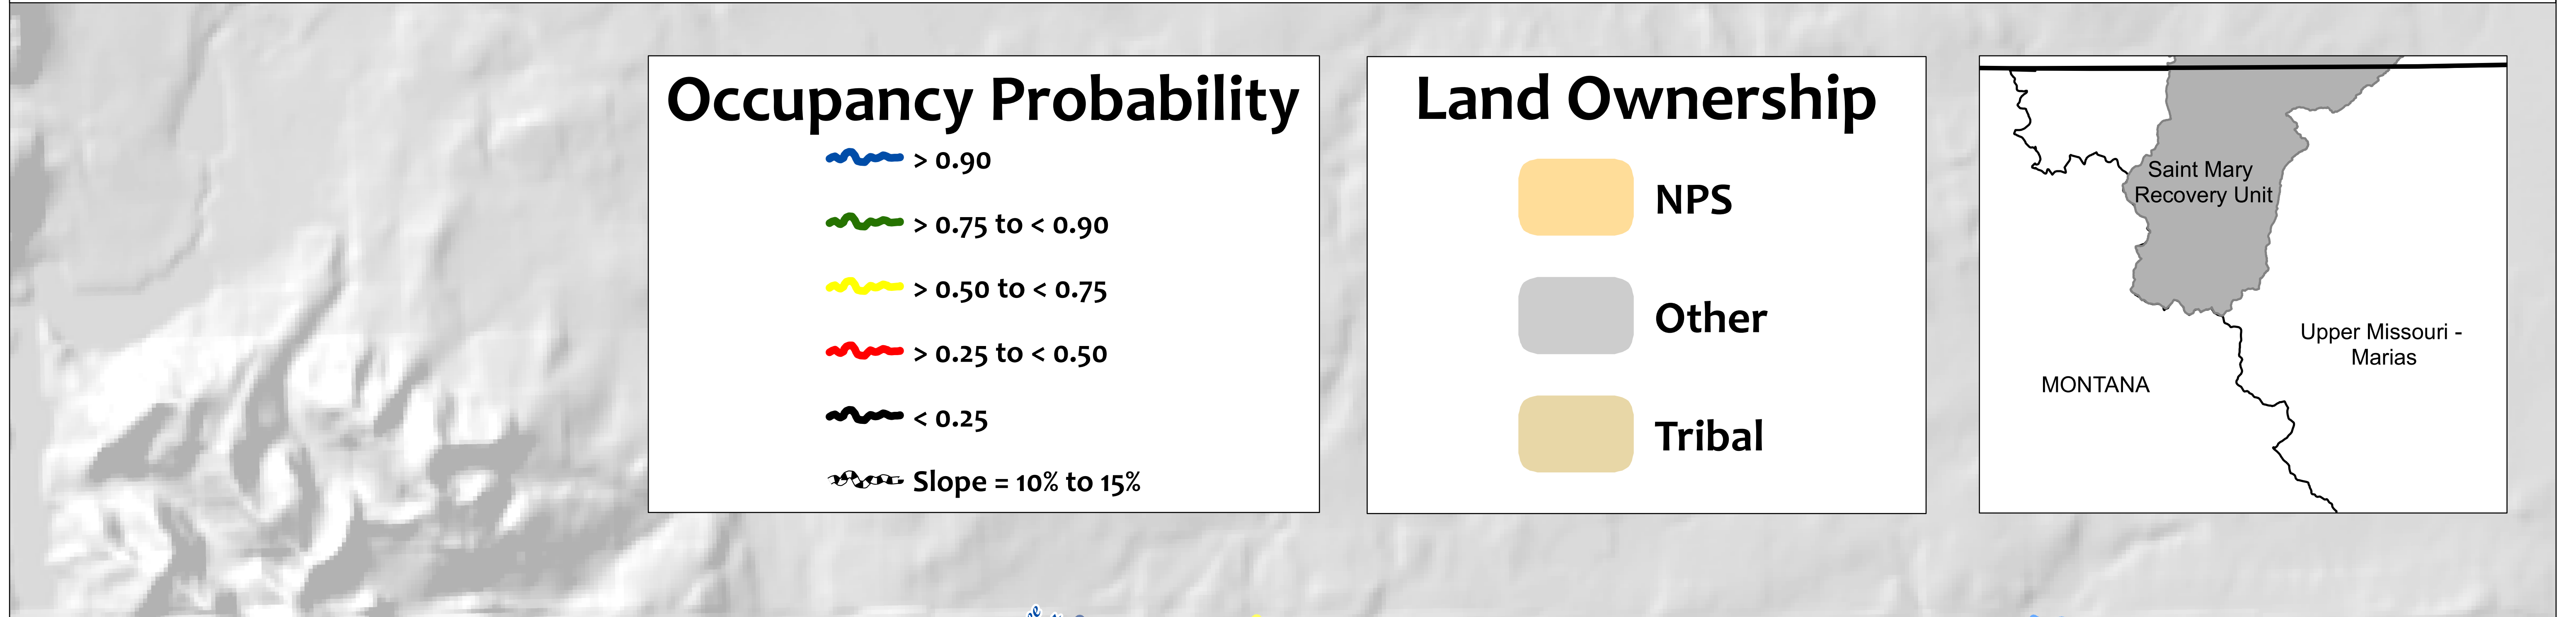 Occupancy Probability
> 0.90
> 0.75 to < 0.90
> 0.50 to < 0.75
> 0.25 to < 0.50
< 0.25
Slope = 10% to 15%
Land Ownership
NPS
Other
Tribal
Saint Mary
Recovery Unit
Upper Missouri -
Marias
MONTANA